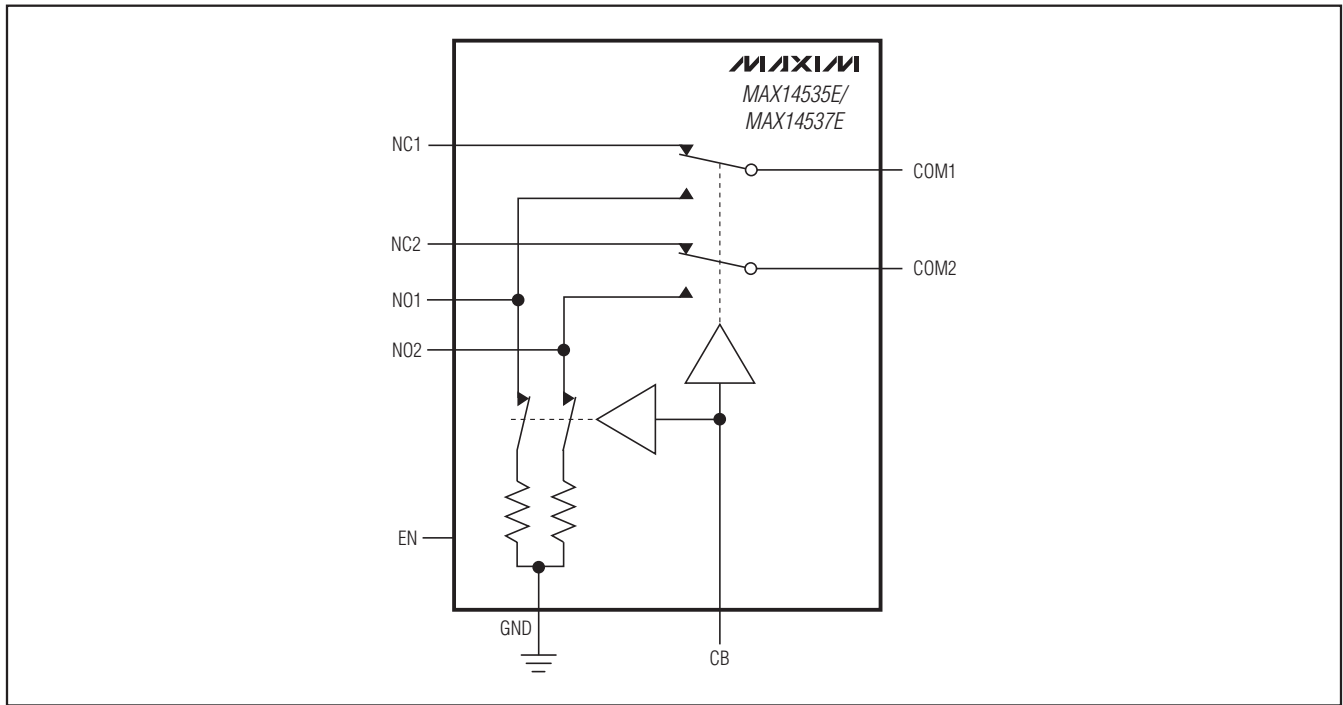 MAXIM
MAX14535E/
MAX14537E
NC1
COM1
NC2
COM2
NO1
NO2
EN
GND
CB